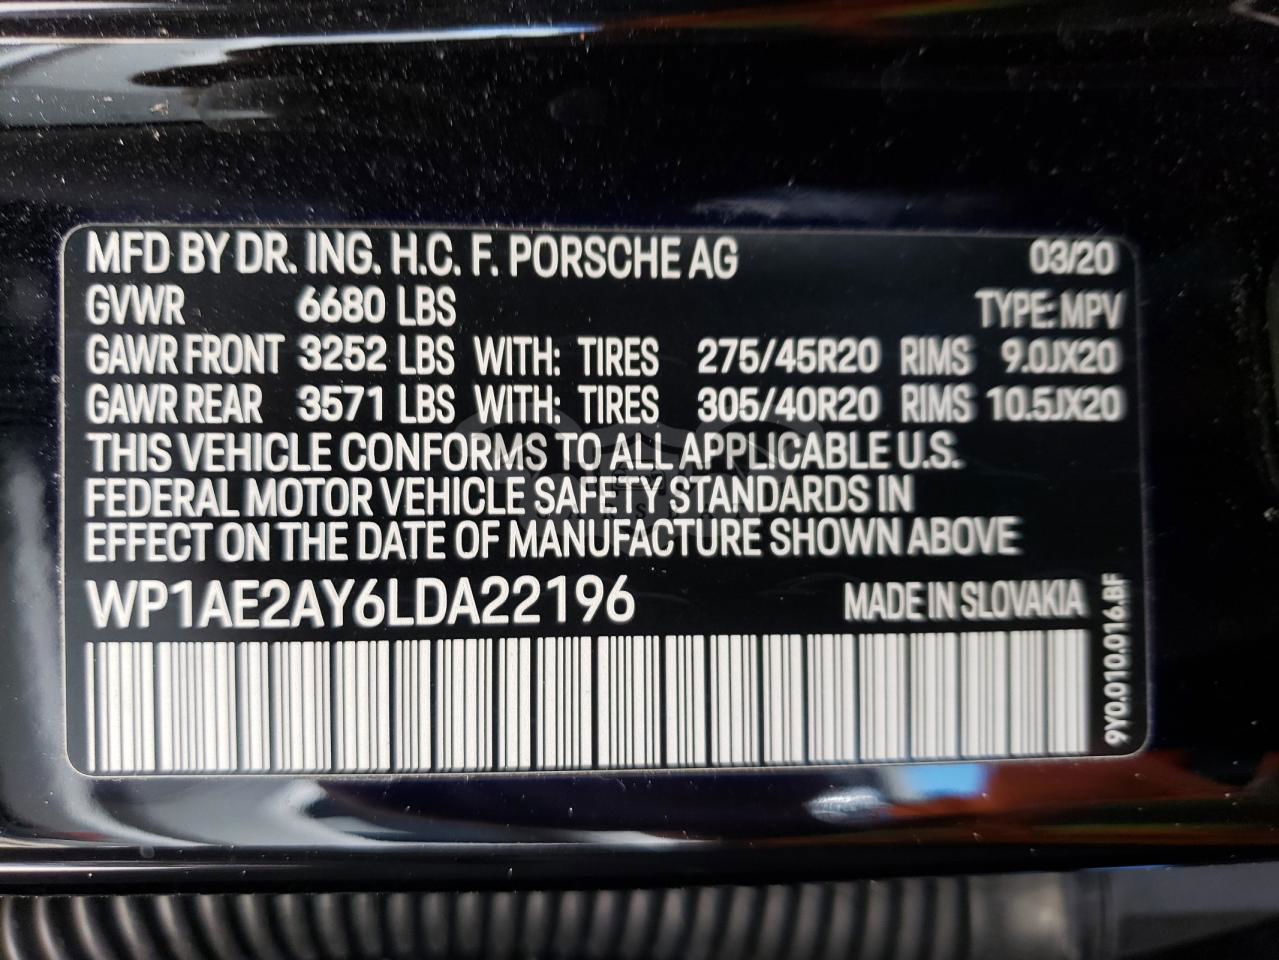 MFD BY DR. ING. H.C. F. PORSCHE AG 03/20
GVWR 6680 LBS TYPE: MPV
GAWR FRONT 3252 LBS WITH: TIRES 275/45R20 RIMS 9.0JX20
GAWR REAR 3571 LBS WITH: TIRES 305/40R20 RIMS 10.5JX20
THIS VEHICLE CONFORMS TO ALL APPLICABLE U.S.
FEDERAL MOTOR VEHICLE SAFETY STANDARDS IN
EFFECT ON THE DATE OF MANUFACTURE SHOWN ABOVE
WP1AE2AY6LDA22196 MADE IN SLOVAKIA
9Y0.010.016.BF